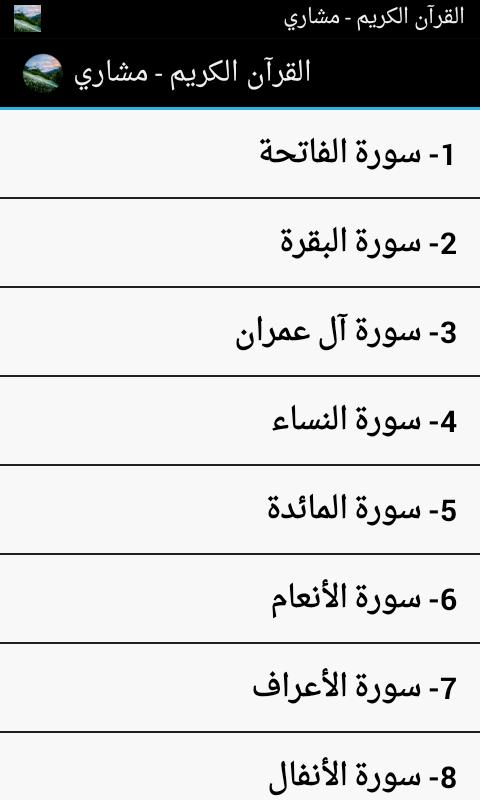 القرآن الكريم - مشاري
القرآن الكريم - مشاري
1- سورة الفاتحة
2- سورة البقرة
3- سورة آل عمران
4- سورة النساء
5- سورة المائدة
6- سورة الأنعام
7- سورة الأعراف
8- سورة الأنفال